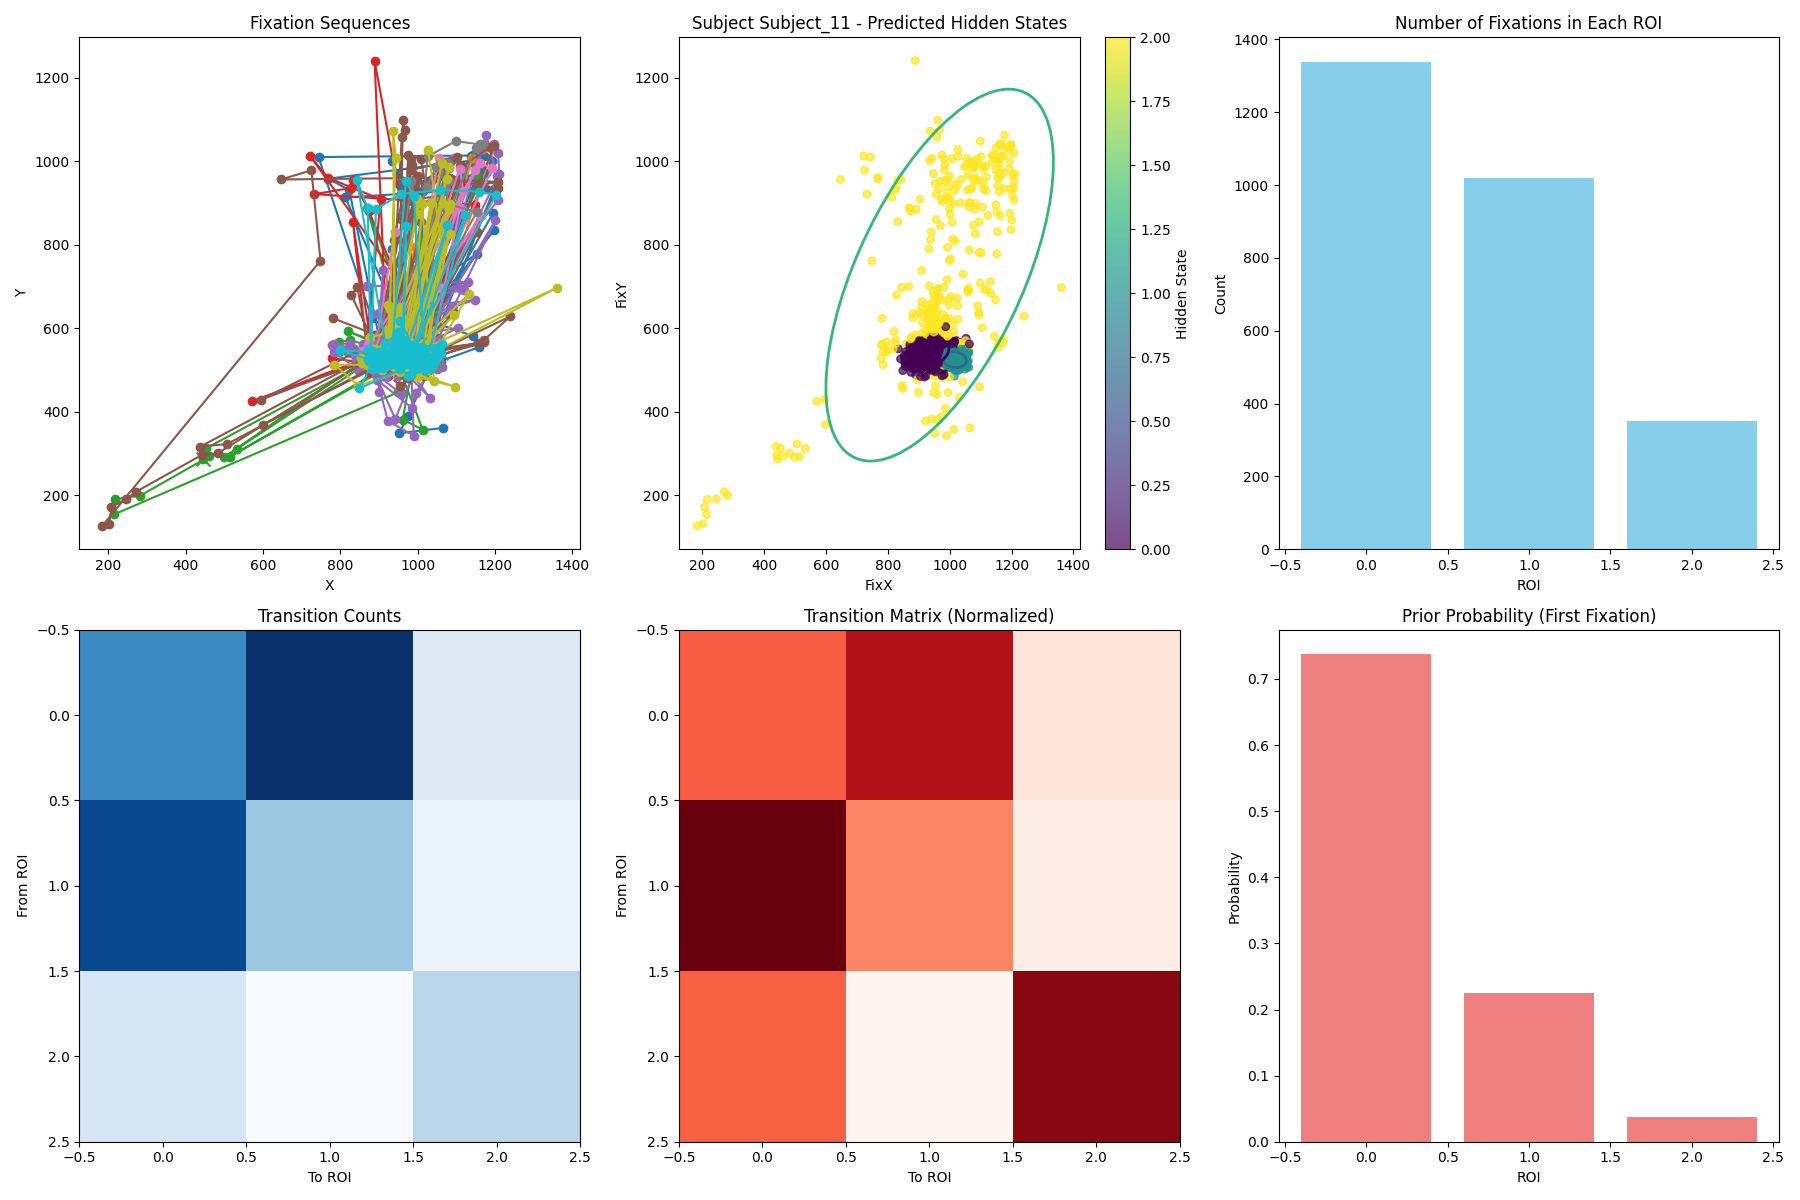 Fixation Sequences
Y
1200
1000
800
600
400
200
200 400 600 800 1000 1200 1400
X
Subject Subject_11 - Predicted Hidden States
FixY
1200
1000
800
600
400
200
200 400 600 800 1000 1200 1400
FixX
2.00
1.75
1.50
1.25
1.00
0.75
0.50
0.25
0.00
Hidden State
Number of Fixations in Each ROI
Count
1400
1200
1000
800
600
400
200
0
−0.5 0.0 0.5 1.0 1.5 2.0 2.5
ROI
Transition Counts
From ROI
−0.5
0.0
0.5
1.0
1.5
2.0
2.5
−0.5 0.0 0.5 1.0 1.5 2.0 2.5
To ROI
Transition Matrix (Normalized)
From ROI
−0.5
0.0
0.5
1.0
1.5
2.0
2.5
−0.5 0.0 0.5 1.0 1.5 2.0 2.5
To ROI
Prior Probability (First Fixation)
Probability
0.7
0.6
0.5
0.4
0.3
0.2
0.1
0.0
−0.5 0.0 0.5 1.0 1.5 2.0 2.5
ROI